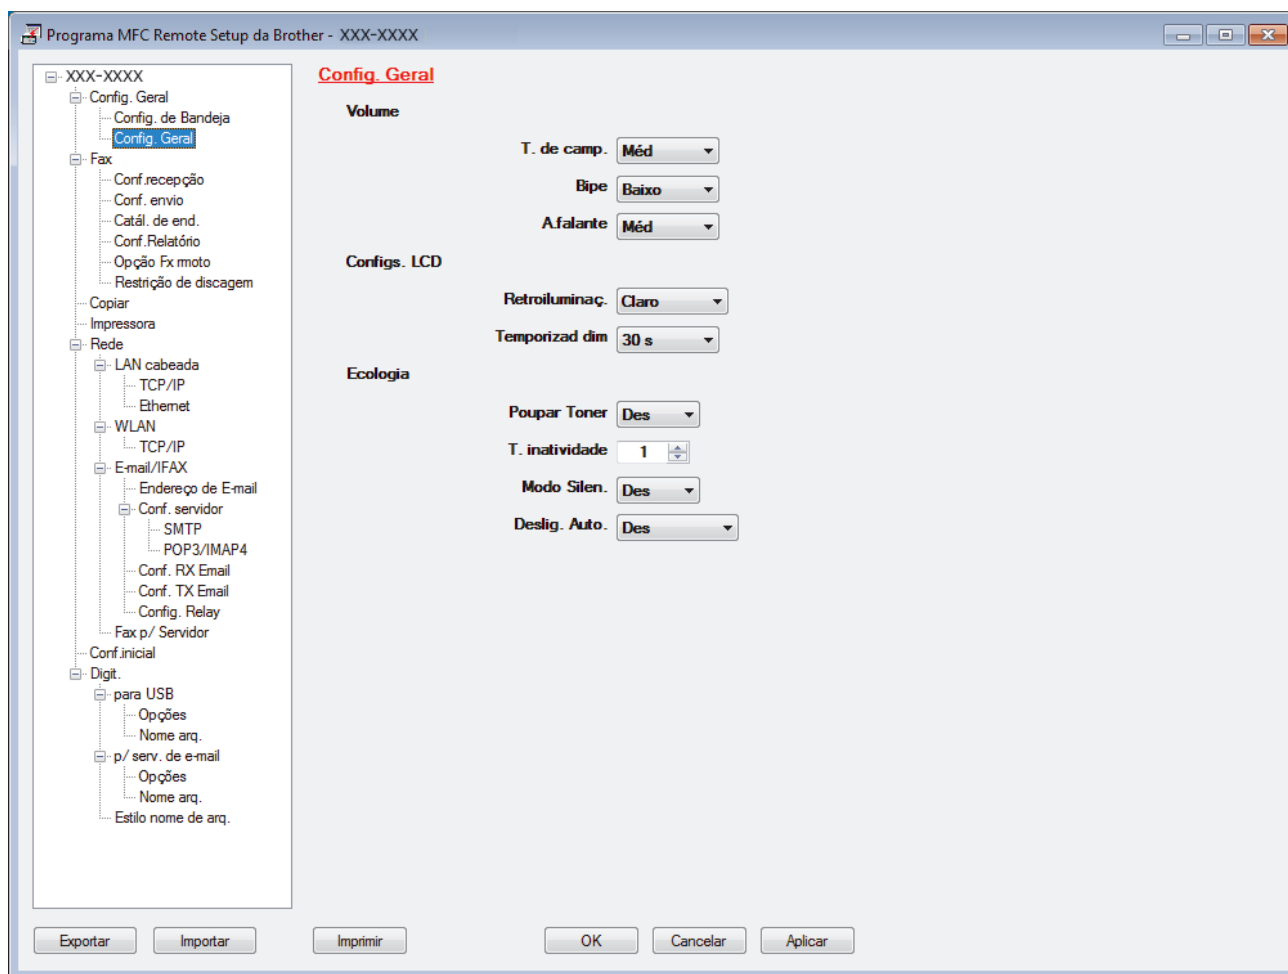 Programa MFC Remote Setup da Brother - XXX-XXXX
XXX-XXXX
Config. Geral
Config. de Bandeja
Config. Geral
Fax
Conf.recepção
Conf. envio
Catál. de end.
Conf.Relatório
Opção Fx rmoto
Restrição de discagem
Copiar
Impressora
Rede
LAN cabeada
TCP/IP
Ethernet
WLAN
TCP/IP
E-mail/IFAX
Endereço de E-mail
Conf. servidor
SMTP
POP3/IMAP4
Conf. RX Email
Conf. TX Email
Config. Relay
Fax p/ Servidor
Conf.inicial
Digit.
para USB
Opções
Nome arq.
p/ serv. de e-mail
Opções
Nome arq.
Estilo nome de arq.
Config. Geral
Volume
T. de camp. Méd
Bipe Baixo
A.falante Méd
Configs. LCD
Retroiluminaç. Claro
Temporizad dim 30 s
Ecologia
Poupar Toner Des
T. inatividade 1
Modo Silen. Des
Deslig. Auto. Des
Exportar Importar Imprimir OK Cancelar Aplicar